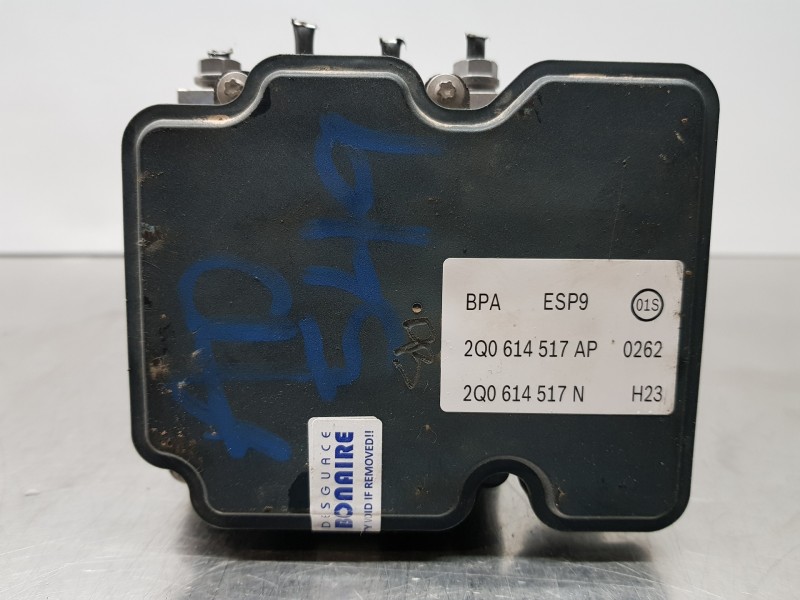 BPA ESP9 01S
2Q0 614 517 AP 0262
2Q0 614 517 N H23
DESGUACE
BONAIRE
Y VOID IF REMOVED!!